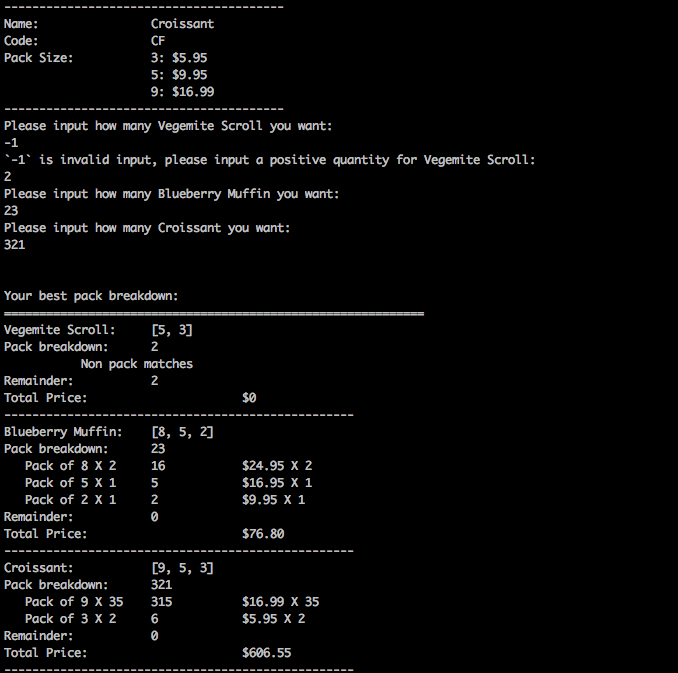 ----------------------------------------
Name: Croissant
Code: CF
Pack Size: 3: $5.95
5: $9.95
9: $16.99
----------------------------------------
Please input how many Vegemite Scroll you want:
-1
`-1` is invalid input, please input a positive quantity for Vegemite Scroll:
2
Please input how many Blueberry Muffin you want:
23
Please input how many Croissant you want:
321
Your best pack breakdown:
============================================================
Vegemite Scroll: [5, 3]
Pack breakdown: 2
Non pack matches
Remainder: 2
Total Price: $0
--------------------------------------------------
Blueberry Muffin: [8, 5, 2]
Pack breakdown: 23
Pack of 8 X 2 16 $24.95 X 2
Pack of 5 X 1 5 $16.95 X 1
Pack of 2 X 1 2 $9.95 X 1
Remainder: 0
Total Price: $76.80
--------------------------------------------------
Croissant: [9, 5, 3]
Pack breakdown: 321
Pack of 9 X 35 315 $16.99 X 35
Pack of 3 X 2 6 $5.95 X 2
Remainder: 0
Total Price: $606.55
--------------------------------------------------